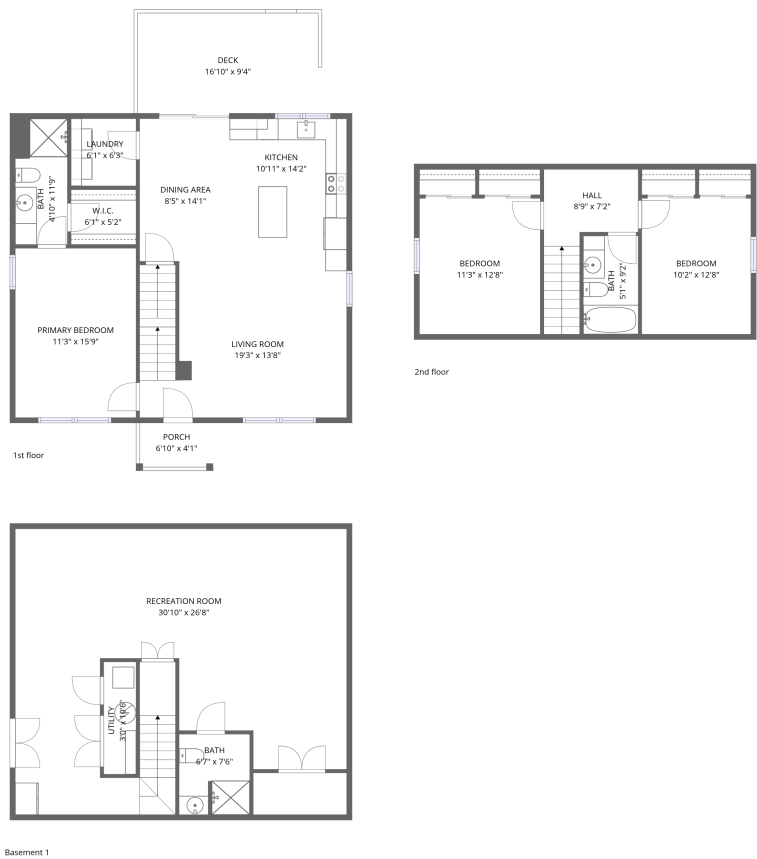 DECK
16'10" x 9'4"
LAUNDRY
6'1" x 6'3"
KITCHEN
10'11" x 14'2"
BATH
4'10" x 11'9"
DINING AREA
8'5" x 14'1"
W.I.C.
6'1" x 5'2"
PRIMARY BEDROOM
11'3" x 15'9"
LIVING ROOM
19'3" x 13'8"
PORCH
6'10" x 4'1"
1st floor
HALL
8'9" x 7'2"
BEDROOM
11'3" x 12'8"
BATH
5'1" x 9'2"
BEDROOM
10'2" x 12'8"
2nd floor
RECREATION ROOM
30'10" x 26'8"
UTILITY
3'0" x 10'6"
BATH
6'7" x 7'6"
Basement 1